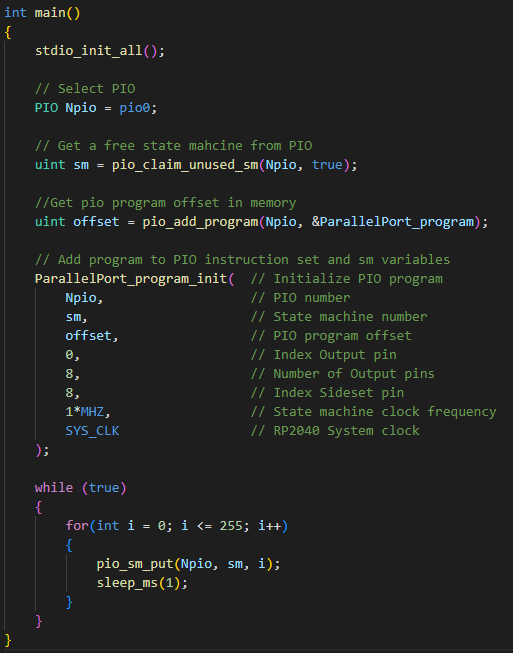 int main()
{
stdio_init_all();
// Select PIO
PIO Npio = pio0;
// Get a free state mahcine from PIO
uint sm = pio_claim_unused_sm(Npio, true);
//Get pio program offset in memory
uint offset = pio_add_program(Npio, &ParallelPort_program);
// Add program to PIO instruction set and sm variables
ParallelPort_program_init(  // Initialize PIO program
Npio,                   // PIO number
sm,                     // State machine number
offset,                 // PIO program offset
0,                      // Index Output pin
8,                      // Number of Output pins
8,                      // Index Sideset pin
1*MHZ,                  // State machine clock frequency
SYS_CLK                 // RP2040 System clock
);
while (true)
{
for(int i = 0; i <= 255; i++)
{
pio_sm_put(Npio, sm, i);
sleep_ms(1);
}
}
}